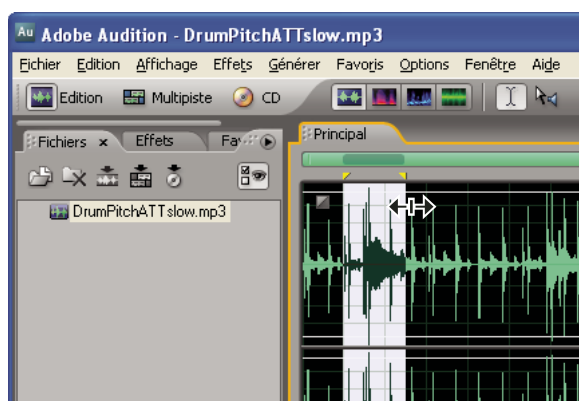 Au Adobe Audition - DrumPitchATTslow.mp3
Fichier Edition Affichage Effets Générer Favoris Options Fenêtre Aide
Edition Multipiste CD
Fichiers x Effets Fav
Principal
DrumPitchATTslow.mp3